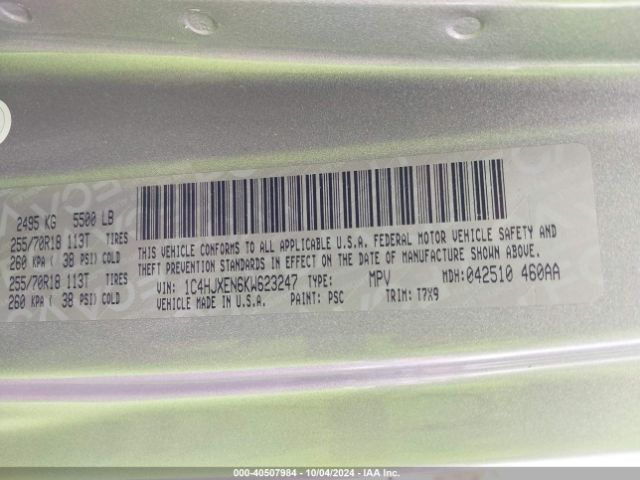 2495 KG 5500 LB
255/70R18 113T TIRES
260 KPA ( 38 PSI) COLD
255/70R18 113T TIRES
260 KPA ( 38 PSI) COLD
THIS VEHICLE CONFORMS TO ALL APPLICABLE U.S.A. FEDERAL MOTOR VEHICLE SAFETY AND
THEFT PREVENTION STANDARDS IN EFFECT ON THE DATE OF MANUFACTURE SHOWN ABOVE.
VIN: 1C4HJXEN6KW623247 TYPE: MPV MDH:042510 460AA
MADE IN U.S.A. PAINT: PSC TRIM: T7X9
000-40507984 - 10/04/2024 - IAA Inc.